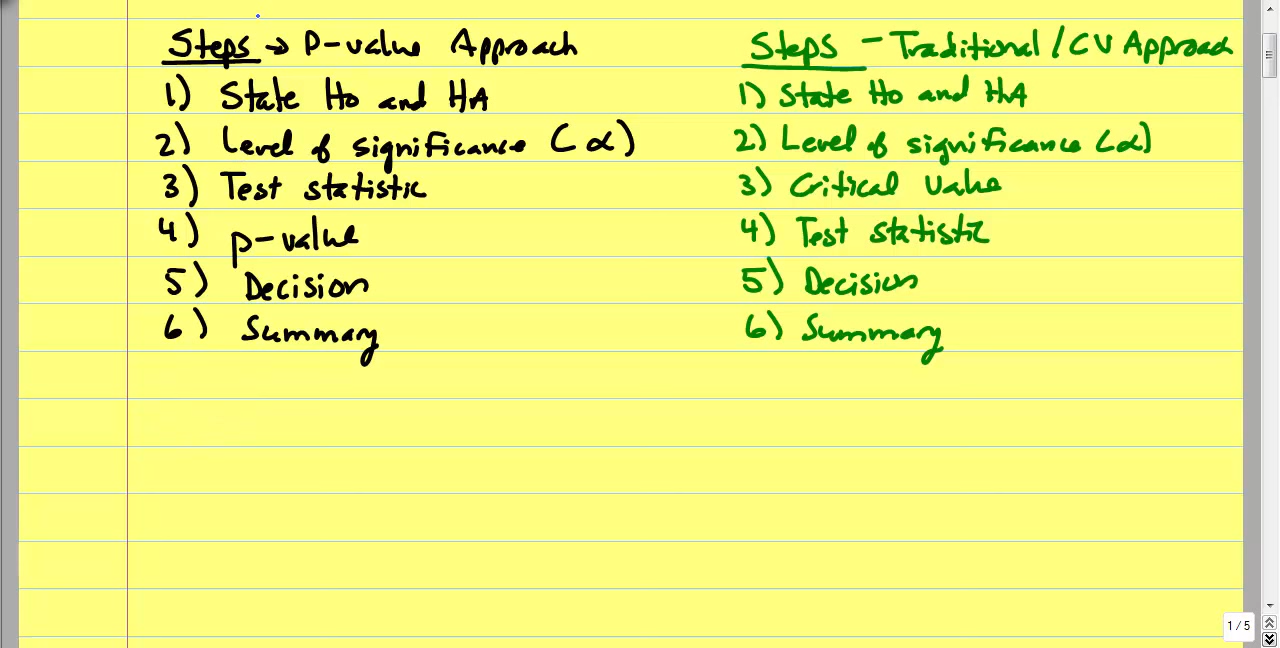 Steps → P-value Approach
1) State Ho and HA
2) Level of significance (α)
3) Test statistic
4) p-value
5) Decision
6) Summary
Steps - Traditional / CV Approach
1) State Ho and HA
2) Level of significance (α)
3) Critical value
4) Test statistic
5) Decision
6) Summary
1 / 5